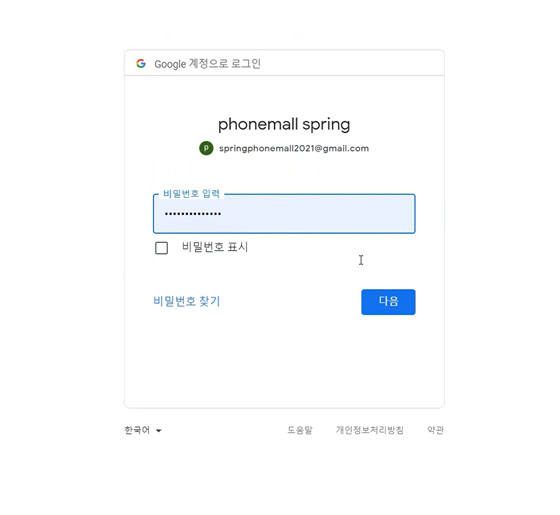 Google 계정으로 로그인
phonemall spring
p springphonemall2021@gmail.com
비밀번호 입력
••••••••••••••
비밀번호 표시
비밀번호 찾기 다음
한국어 도움말 개인정보처리방침 약관